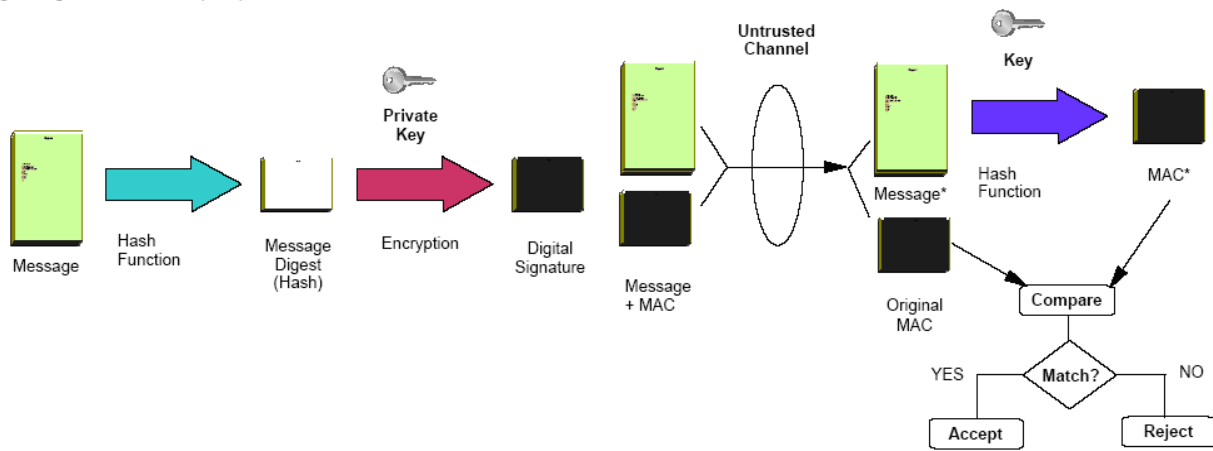 Message
Hash
Function
Message
Digest
(Hash)
Private
Key
Encryption
Digital
Signature
Message
+ MAC
Untrusted
Channel
Message*
Original
MAC
Key
Hash
Function
MAC*
Compare
Match?
YES
NO
Accept
Reject